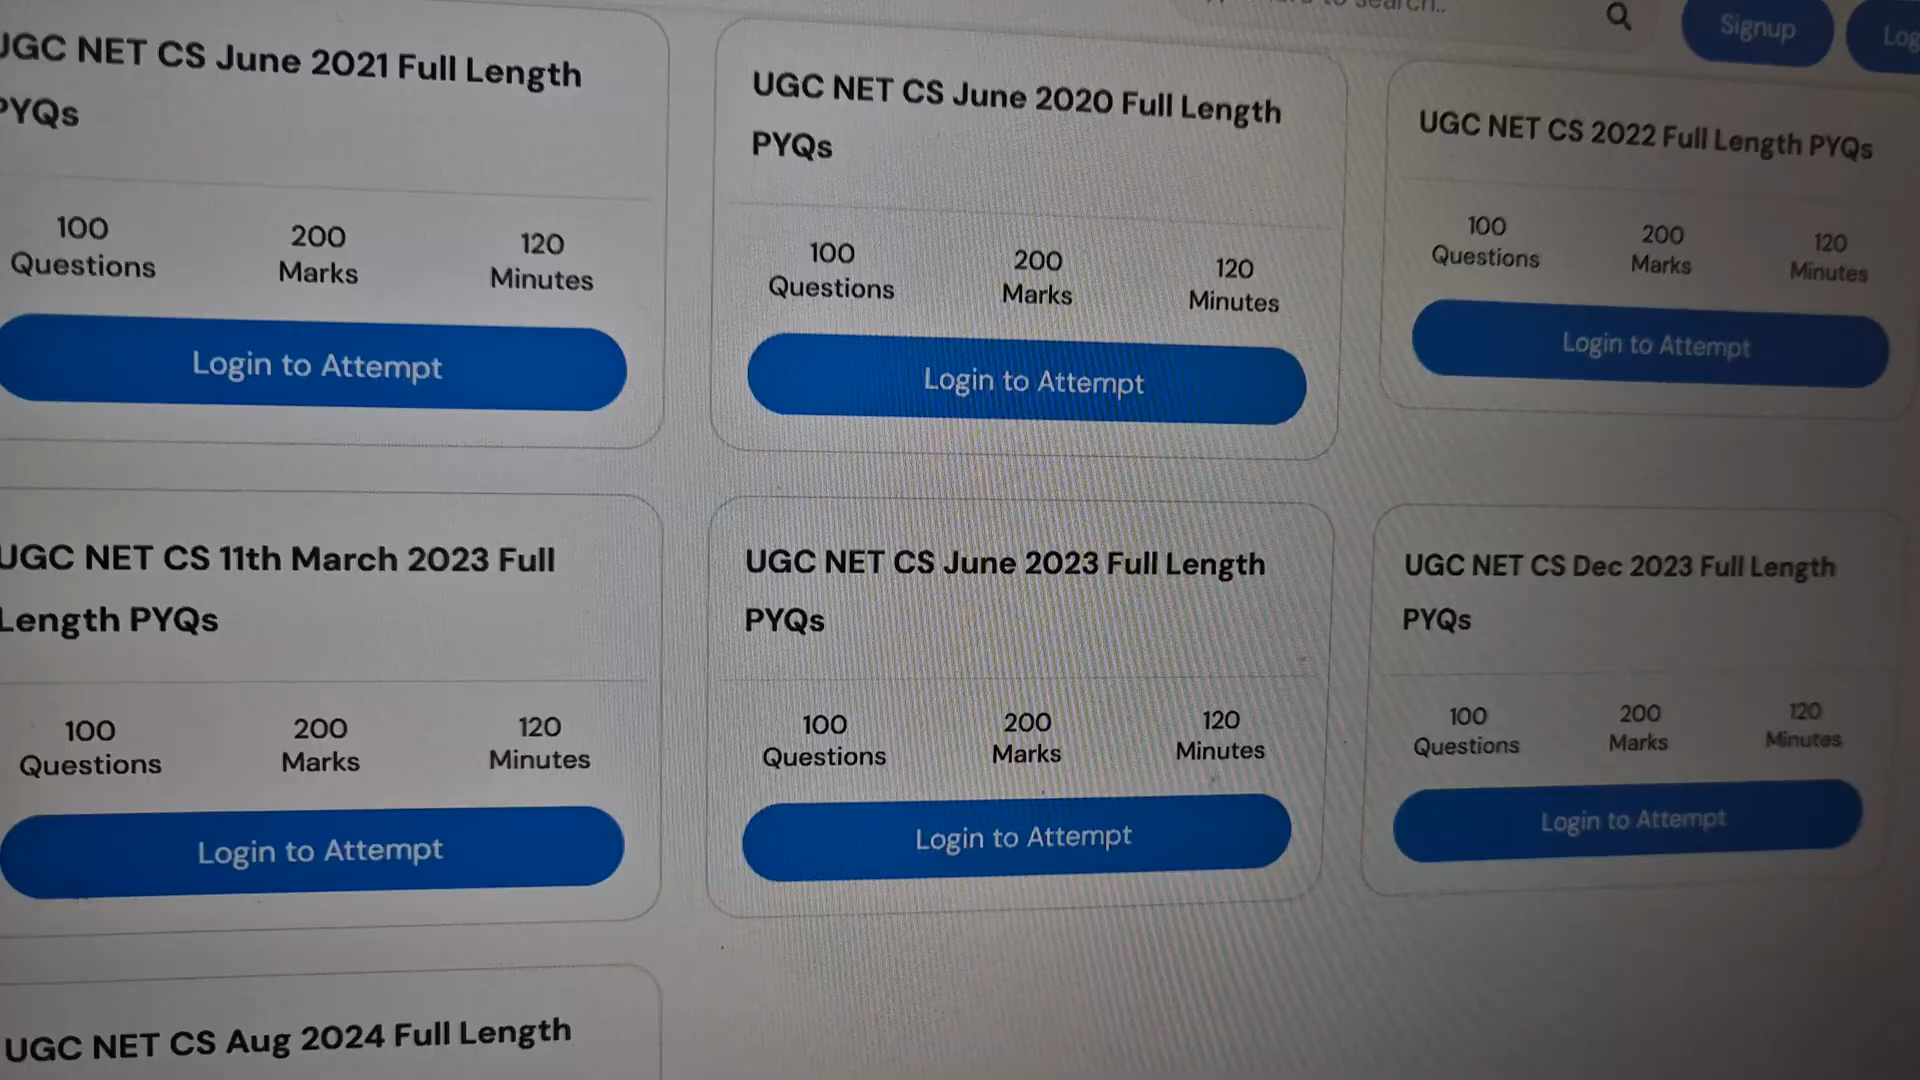 to search..
Signup
UGC NET CS June 2021 Full Length
PYQs
100
Questions
200
Marks
120
Minutes
Login to Attempt
UGC NET CS June 2020 Full Length
PYQs
100
Questions
200
Marks
120
Minutes
Login to Attempt
UGC NET CS 2022 Full Length PYQs
100
Questions
200
Marks
120
Minutes
Login to Attempt
UGC NET CS 11th March 2023 Full
Length PYQs
100
Questions
200
Marks
120
Minutes
Login to Attempt
UGC NET CS June 2023 Full Length
PYQs
100
Questions
200
Marks
120
Minutes
Login to Attempt
UGC NET CS Dec 2023 Full Length
PYQs
100
Questions
200
Marks
120
Minutes
Login to Attempt
UGC NET CS Aug 2024 Full Length